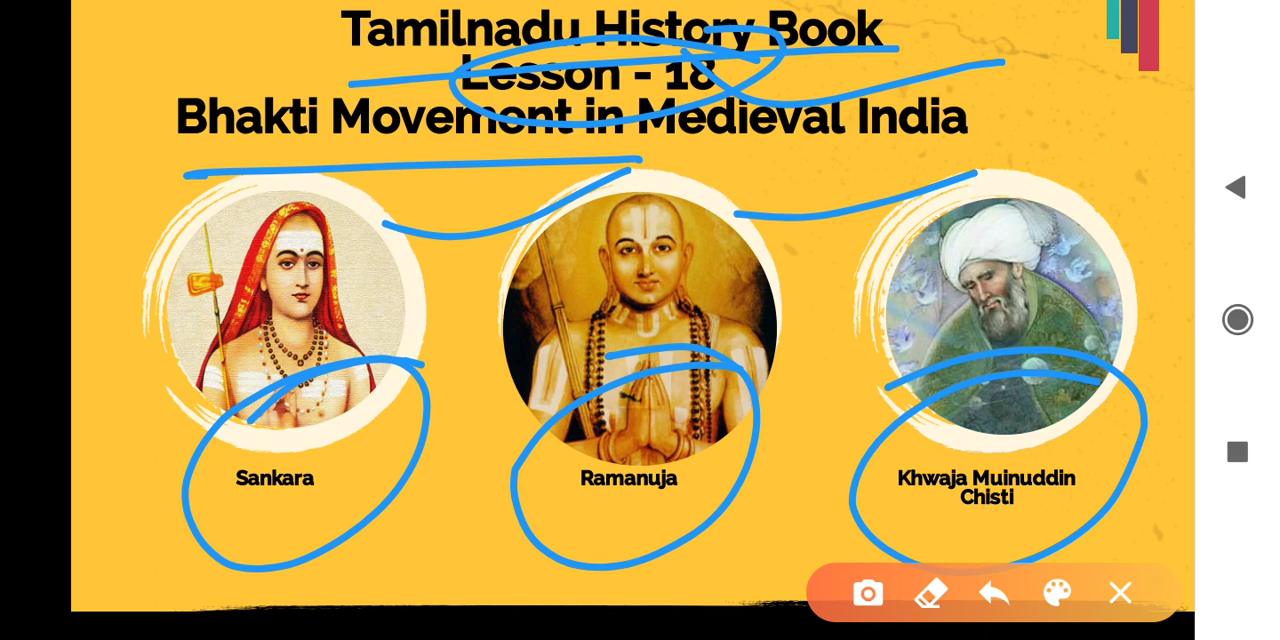 Tamilnadu History Book
Lesson - 18
Bhakti Movement in Medieval India
Sankara
Ramanuja
Khwaja Muinuddin
Chisti